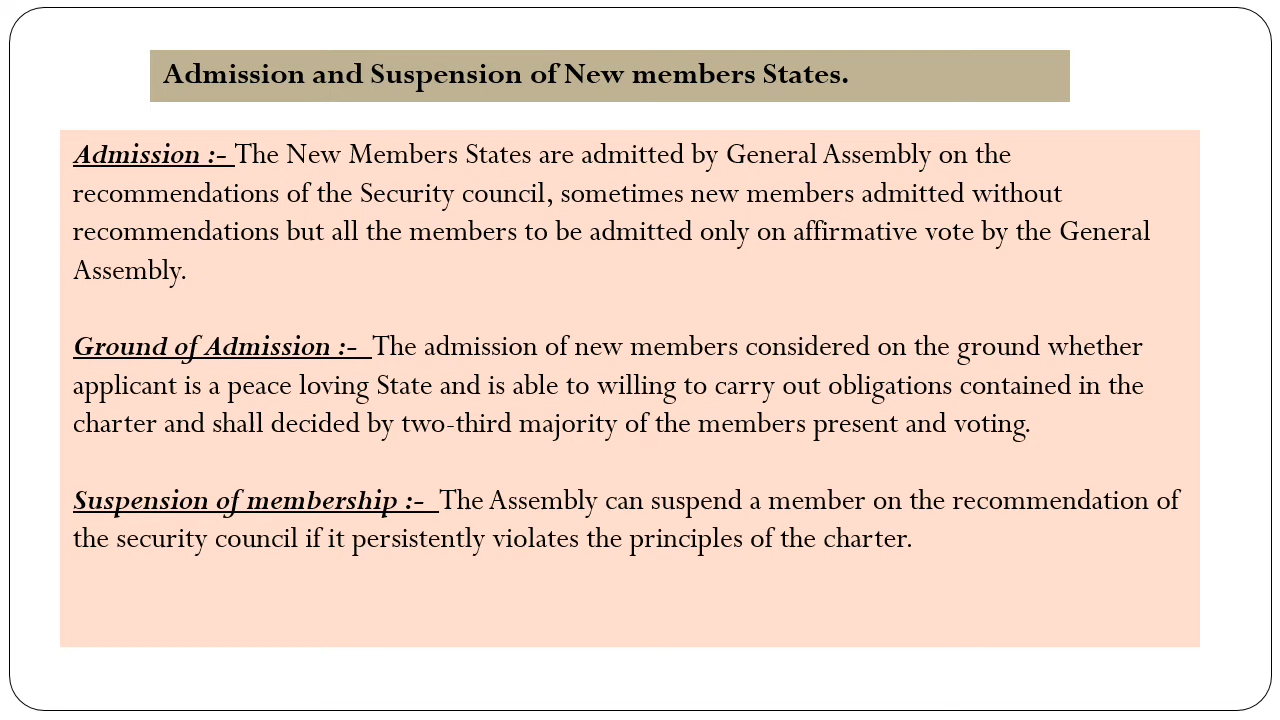 Admission and Suspension of New members States.
Admission :- The New Members States are admitted by General Assembly on the
recommendations of the Security council, sometimes new members admitted without
recommendations but all the members to be admitted only on affirmative vote by the General
Assembly.
Ground of Admission :- The admission of new members considered on the ground whether
applicant is a peace loving State and is able to willing to carry out obligations contained in the
charter and shall decided by two-third majority of the members present and voting.
Suspension of membership :- The Assembly can suspend a member on the recommendation of
the security council if it persistently violates the principles of the charter.